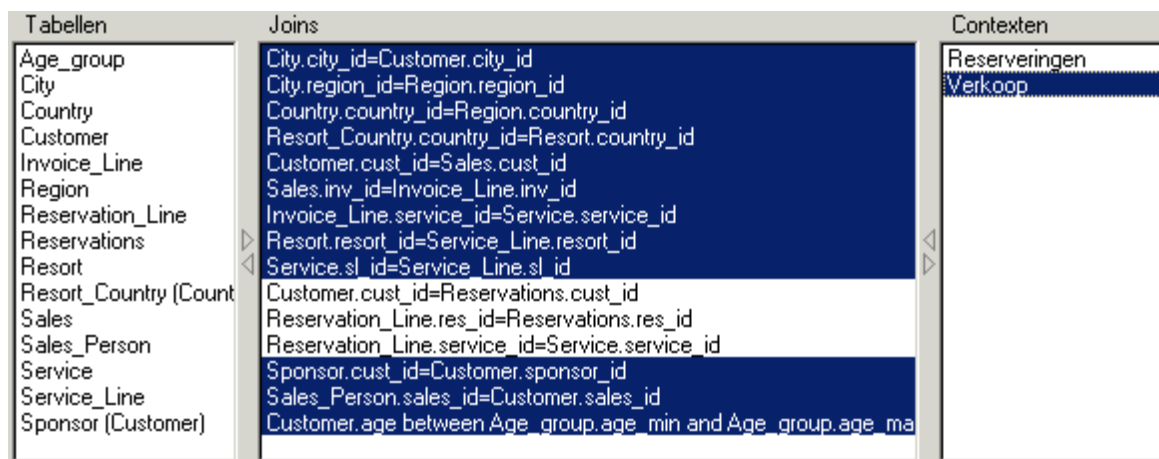 Tabellen
Age_group
City
Country
Customer
Invoice_Line
Region
Reservation_Line
Reservations
Resort
Resort_Country (Count
Sales
Sales_Person
Service
Service_Line
Sponsor (Customer)
Joins
City.city_id=Customer.city_id
City.region_id=Region.region_id
Country.country_id=Region.country_id
Resort_Country.country_id=Resort.country_id
Customer.cust_id=Sales.cust_id
Sales.inv_id=Invoice_Line.inv_id
Invoice_Line.service_id=Service.service_id
Resort.resort_id=Service_Line.resort_id
Service.sl_id=Service_Line.sl_id
Customer.cust_id=Reservations.cust_id
Reservation_Line.res_id=Reservations.res_id
Reservation_Line.service_id=Service.service_id
Sponsor.cust_id=Customer.sponsor_id
Sales_Person.sales_id=Customer.sales_id
Customer.age between Age_group.age_min and Age_group.age_ma
Contexten
Reserveringen
Verkoop